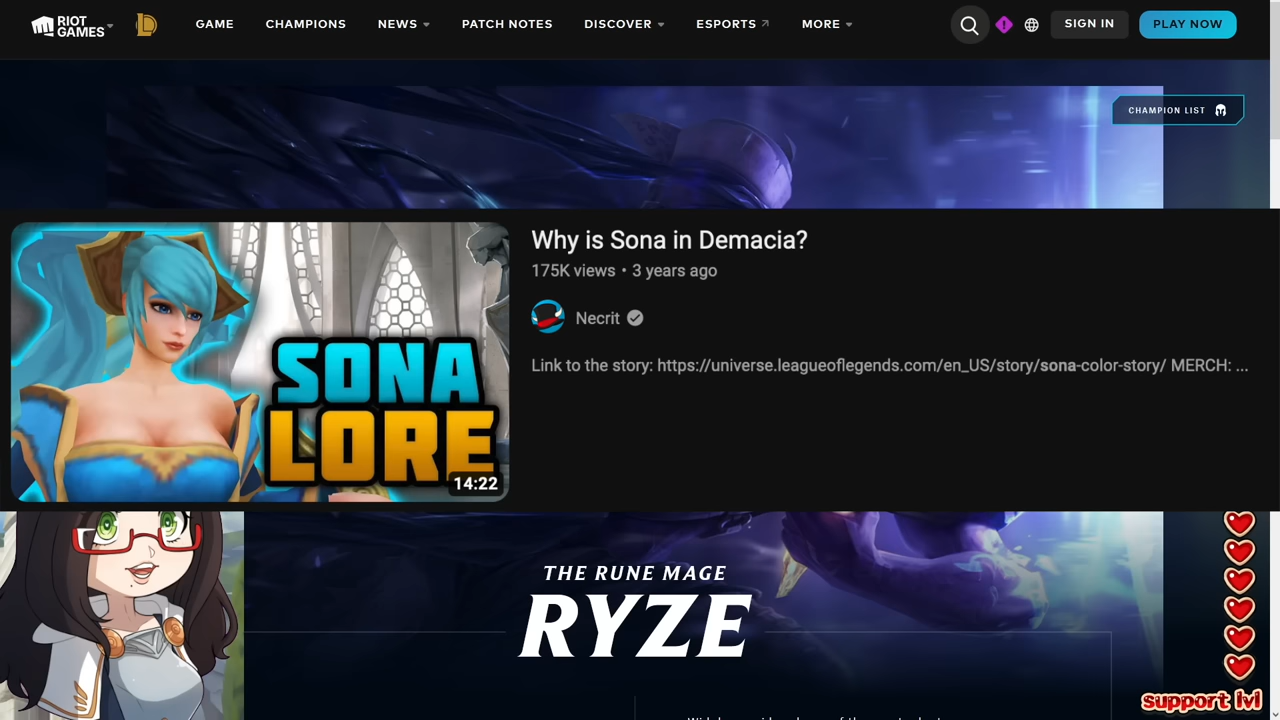 RIOT GAMES
GAME
CHAMPIONS
NEWS
PATCH NOTES
DISCOVER
ESPORTS
MORE
SIGN IN
PLAY NOW
CHAMPION LIST
SONA
LORE
14:22
Why is Sona in Demacia?
175K views • 3 years ago
Necrit
Link to the story: https://universe.leagueoflegends.com/en_US/story/sona-color-story/ MERCH: ...
THE RUNE MAGE
RYZE
support lvl